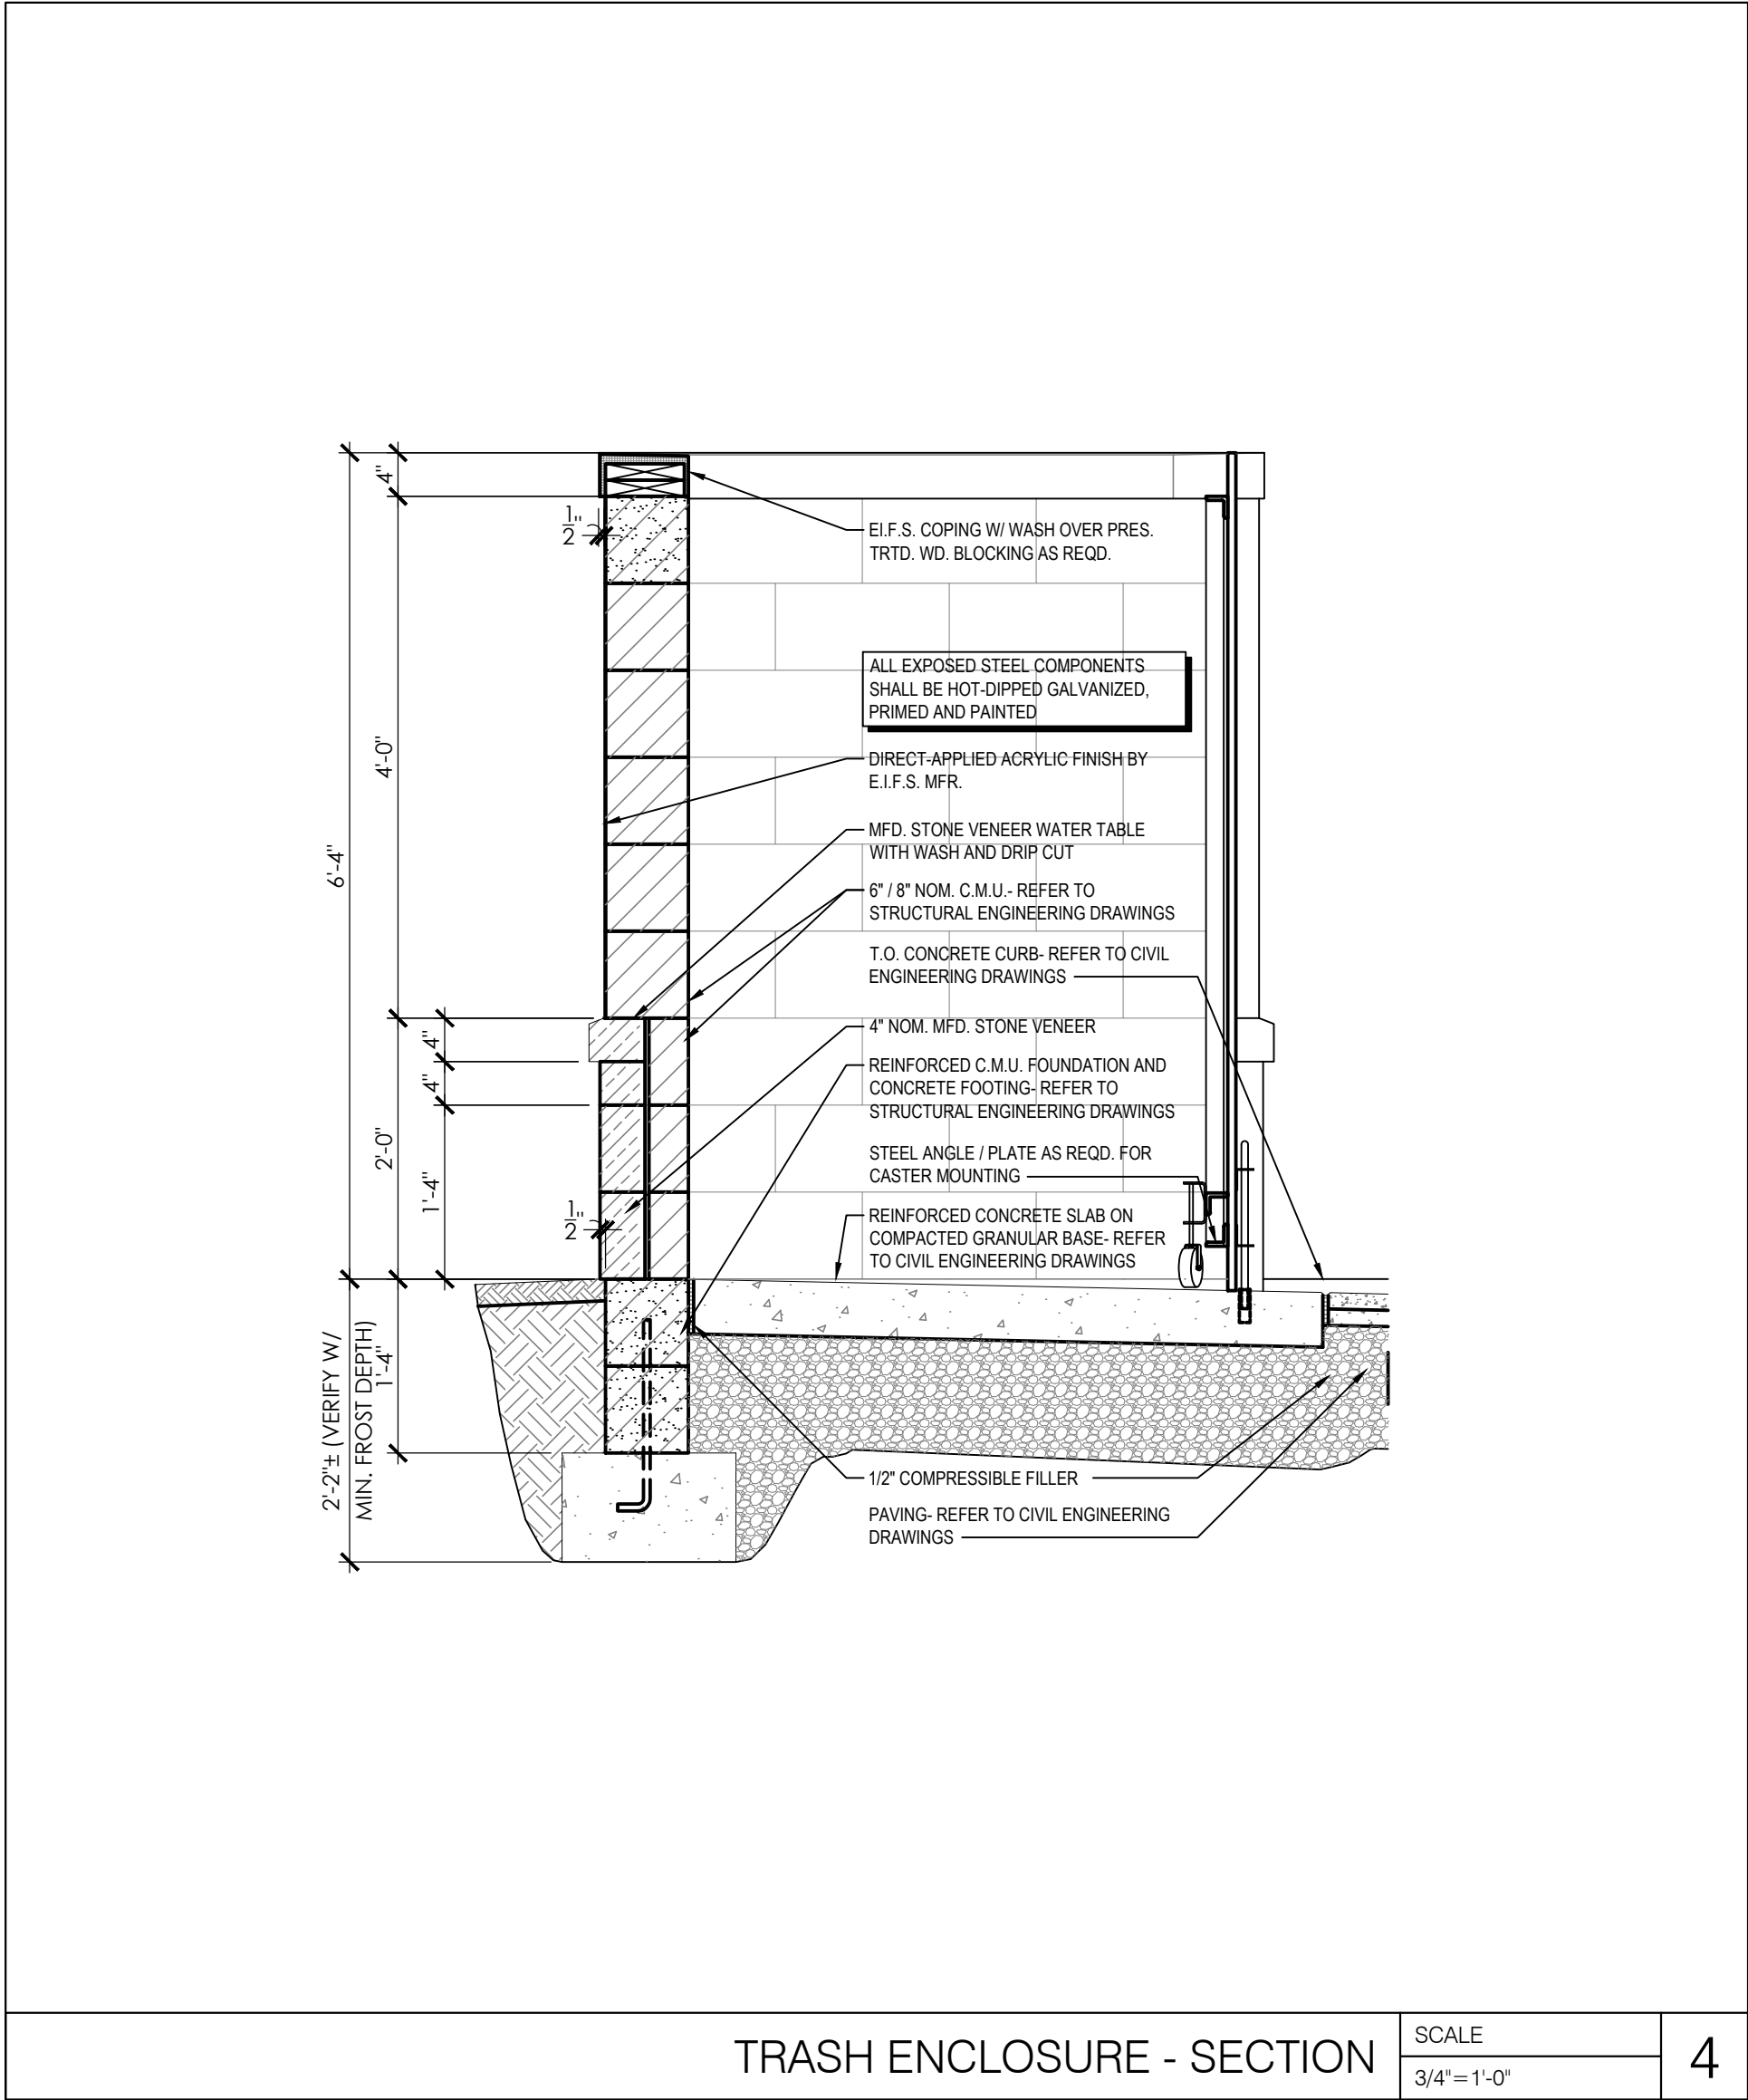 4"
1/2"
EI.F.S. COPING W/ WASH OVER PRES.
TRTD. WD. BLOCKING AS REQD.
ALL EXPOSED STEEL COMPONENTS
SHALL BE HOT-DIPPED GALVANIZED,
PRIMED AND PAINTED
4'-0"
DIRECT-APPLIED ACRYLIC FINISH BY
E.I.F.S. MFR.
6'-4"
MFD. STONE VENEER WATER TABLE
WITH WASH AND DRIP CUT
6" / 8" NOM. C.M.U.- REFER TO
STRUCTURAL ENGINEERING DRAWINGS
T.O. CONCRETE CURB- REFER TO CIVIL
ENGINEERING DRAWINGS
4"
4" NOM. MFD. STONE VENEER
4"
REINFORCED C.M.U. FOUNDATION AND
CONCRETE FOOTING- REFER TO
STRUCTURAL ENGINEERING DRAWINGS
2'-0"
1'-4"
STEEL ANGLE / PLATE AS REQD. FOR
CASTER MOUNTING
1/2"
REINFORCED CONCRETE SLAB ON
COMPACTED GRANULAR BASE- REFER
TO CIVIL ENGINEERING DRAWINGS
2'-2"± (VERIFY W/
MIN. FROST DEPTH)
1'-4"
1/2" COMPRESSIBLE FILLER
PAVING- REFER TO CIVIL ENGINEERING
DRAWINGS
TRASH ENCLOSURE - SECTION
SCALE
3/4"=1'-0"
4